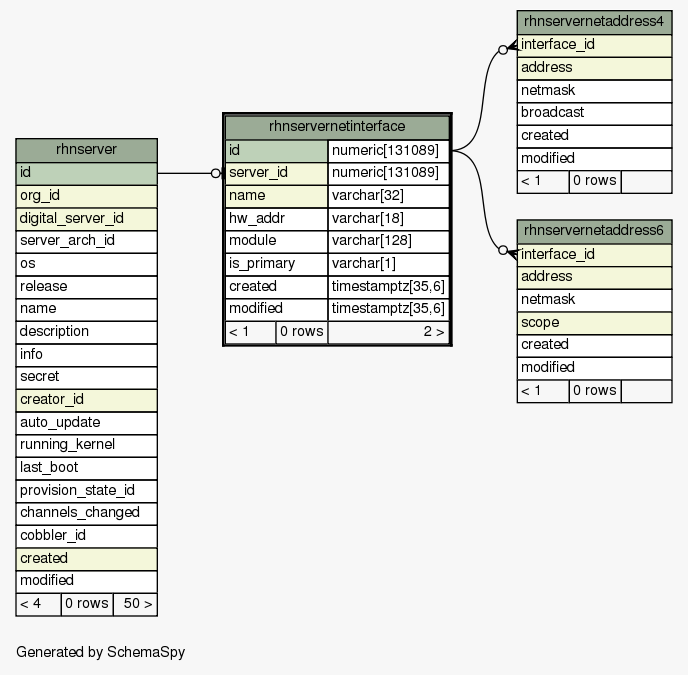 rhnserver
id
org_id
digital_server_id
server_arch_id
os
release
name
description
info
secret
creator_id
auto_update
running_kernel
last_boot
provision_state_id
channels_changed
cobbler_id
created
modified
< 4 0 rows 50 >
rhnservernetinterface
id numeric[131089]
server_id numeric[131089]
name varchar[32]
hw_addr varchar[18]
module varchar[128]
is_primary varchar[1]
created timestamptz[35,6]
modified timestamptz[35,6]
< 1 0 rows 2 >
rhnservernetaddress4
interface_id
address
netmask
broadcast
created
modified
< 1 0 rows
rhnservernetaddress6
interface_id
address
netmask
scope
created
modified
< 1 0 rows
Generated by SchemaSpy